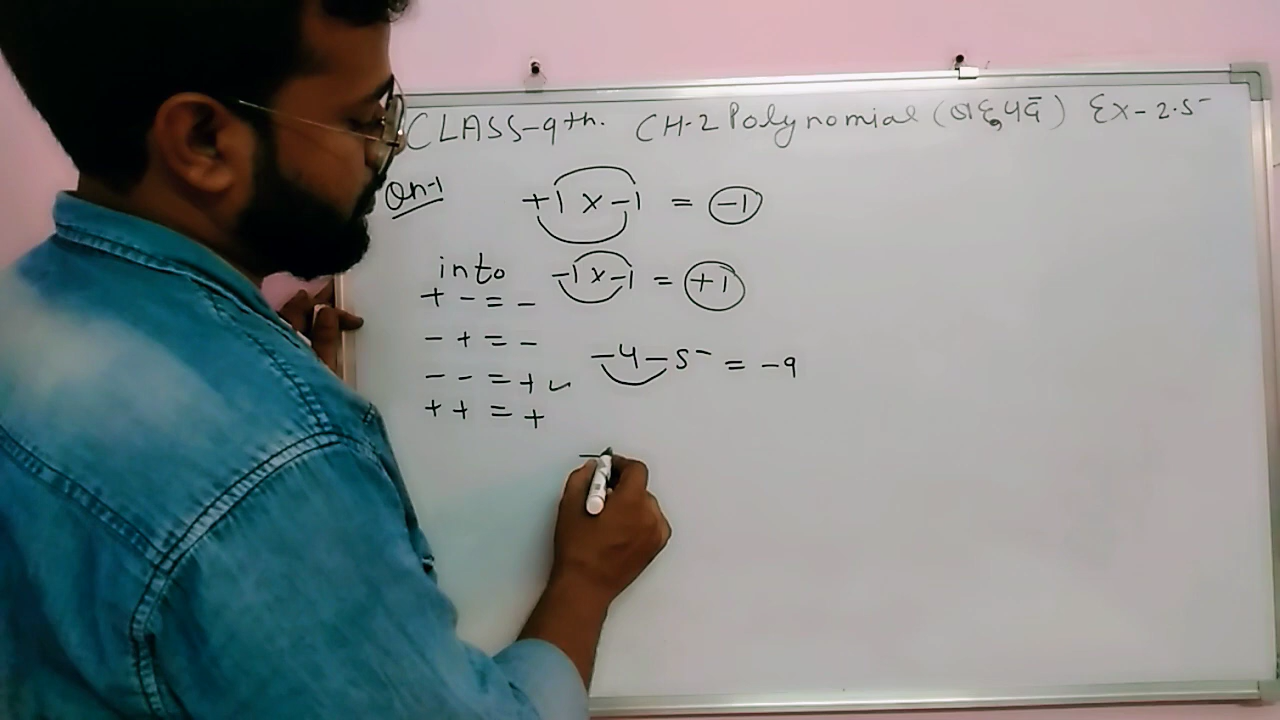 CLASS-9th. CH-2 Polynomial (बहुपद) Ex-2.5
Qn-1 +1 x -1 = -1
into -1 x -1 = +1
+ - = -
- + = -
-4-5 = -9
- - = +
+ + = +